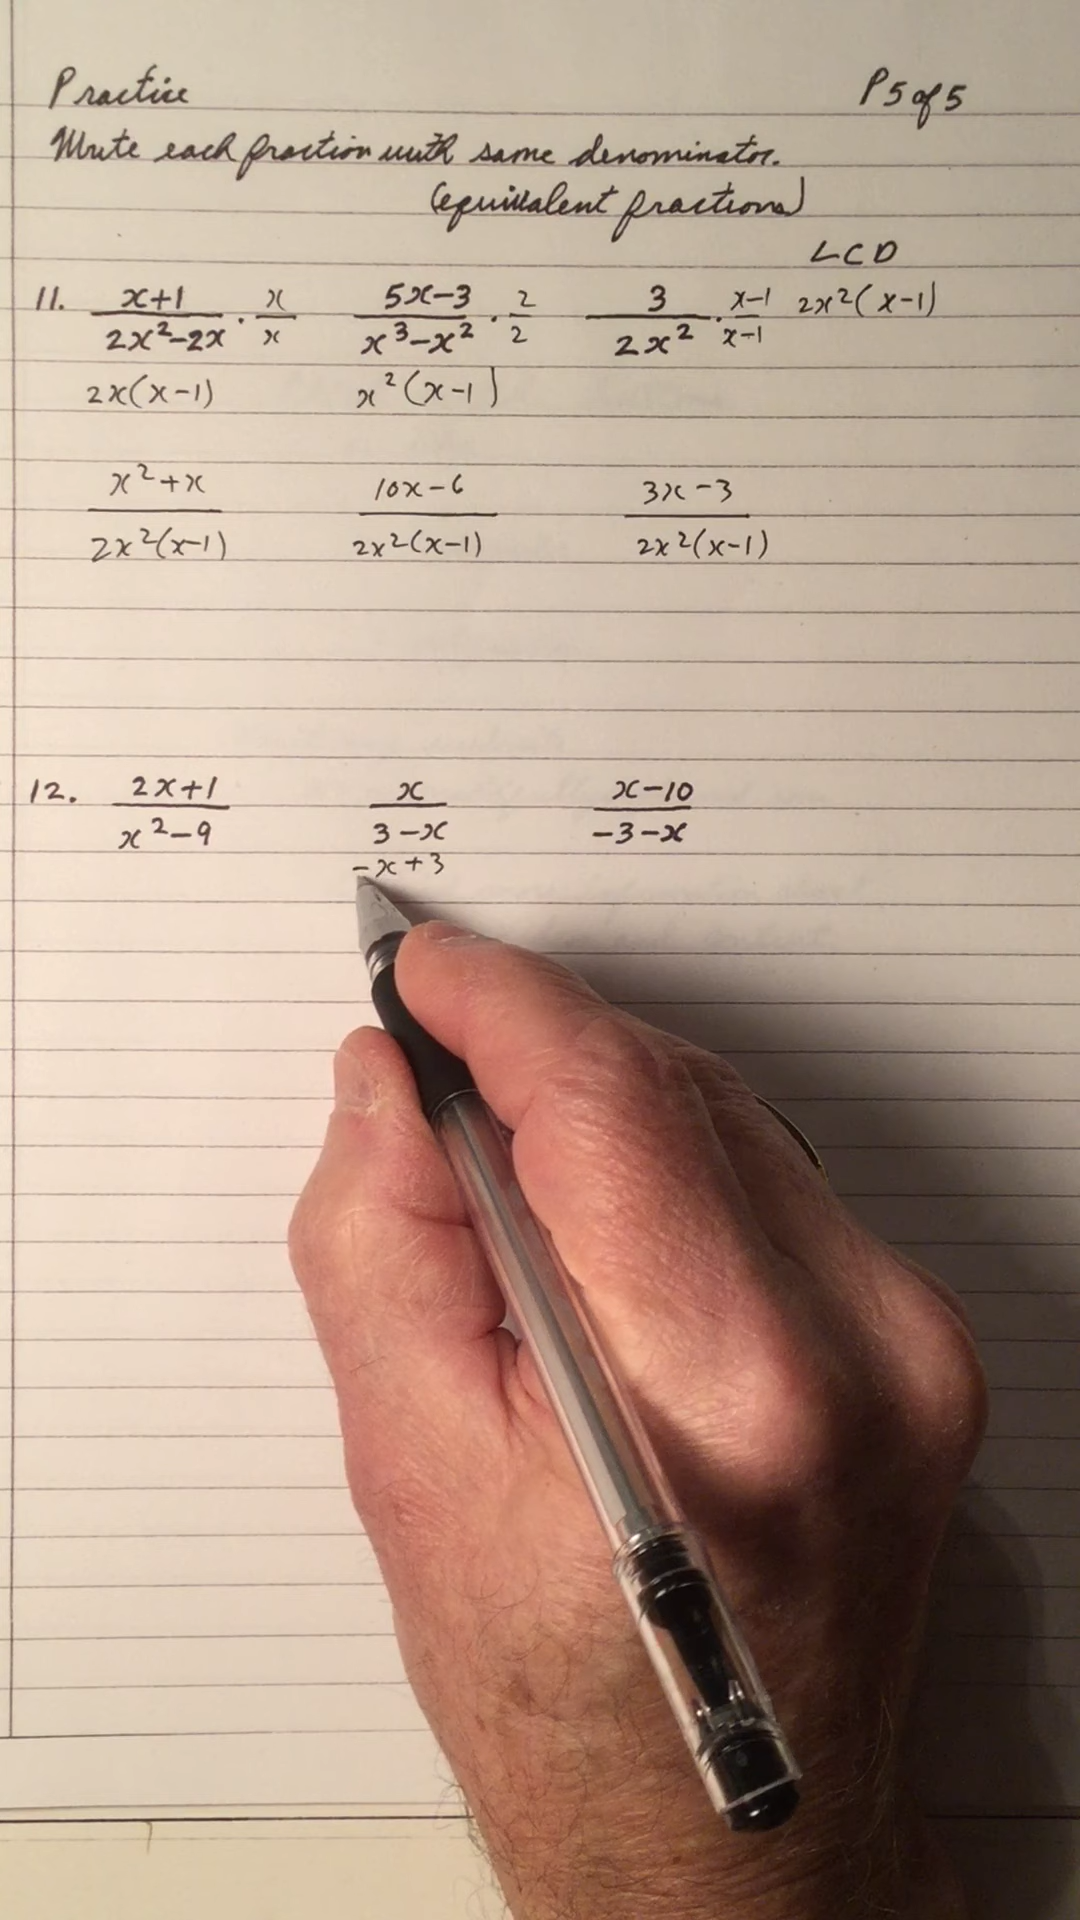 Practice P5 of 5
Write each fraction with same denominator.
(equivalent fractions)
LCD
11. x+1/2x²-2x · x/x 5x-3/x³-x² · 2/2 3/2x² · x-1/x-1 2x²(x-1)
2x(x-1) x²(x-1)
x²+x/2x²(x-1) 10x-6/2x²(x-1) 3x-3/2x²(x-1)
12. 2x+1/x²-9 x/3-x x-10/-3-x
-x+3